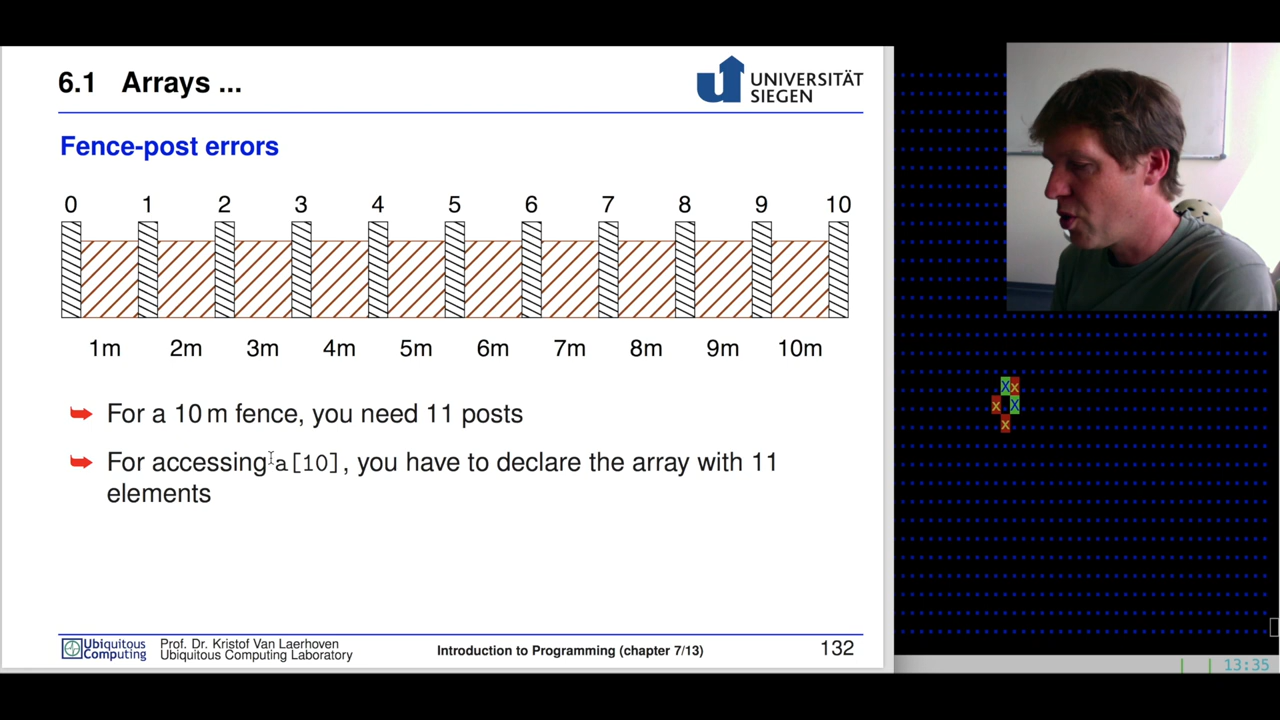 6.1 Arrays ...
UNIVERSITÄT
SIEGEN
Fence-post errors
0 1 2 3 4 5 6 7 8 9 10
1m 2m 3m 4m 5m 6m 7m 8m 9m 10m
For a 10 m fence, you need 11 posts
For accessing a[10], you have to declare the array with 11
elements
Ubiquitous
Computing
Prof. Dr. Kristof Van Laerhoven
Ubiquitous Computing Laboratory
Introduction to Programming (chapter 7/13)
132
X x
x X
x
13:35